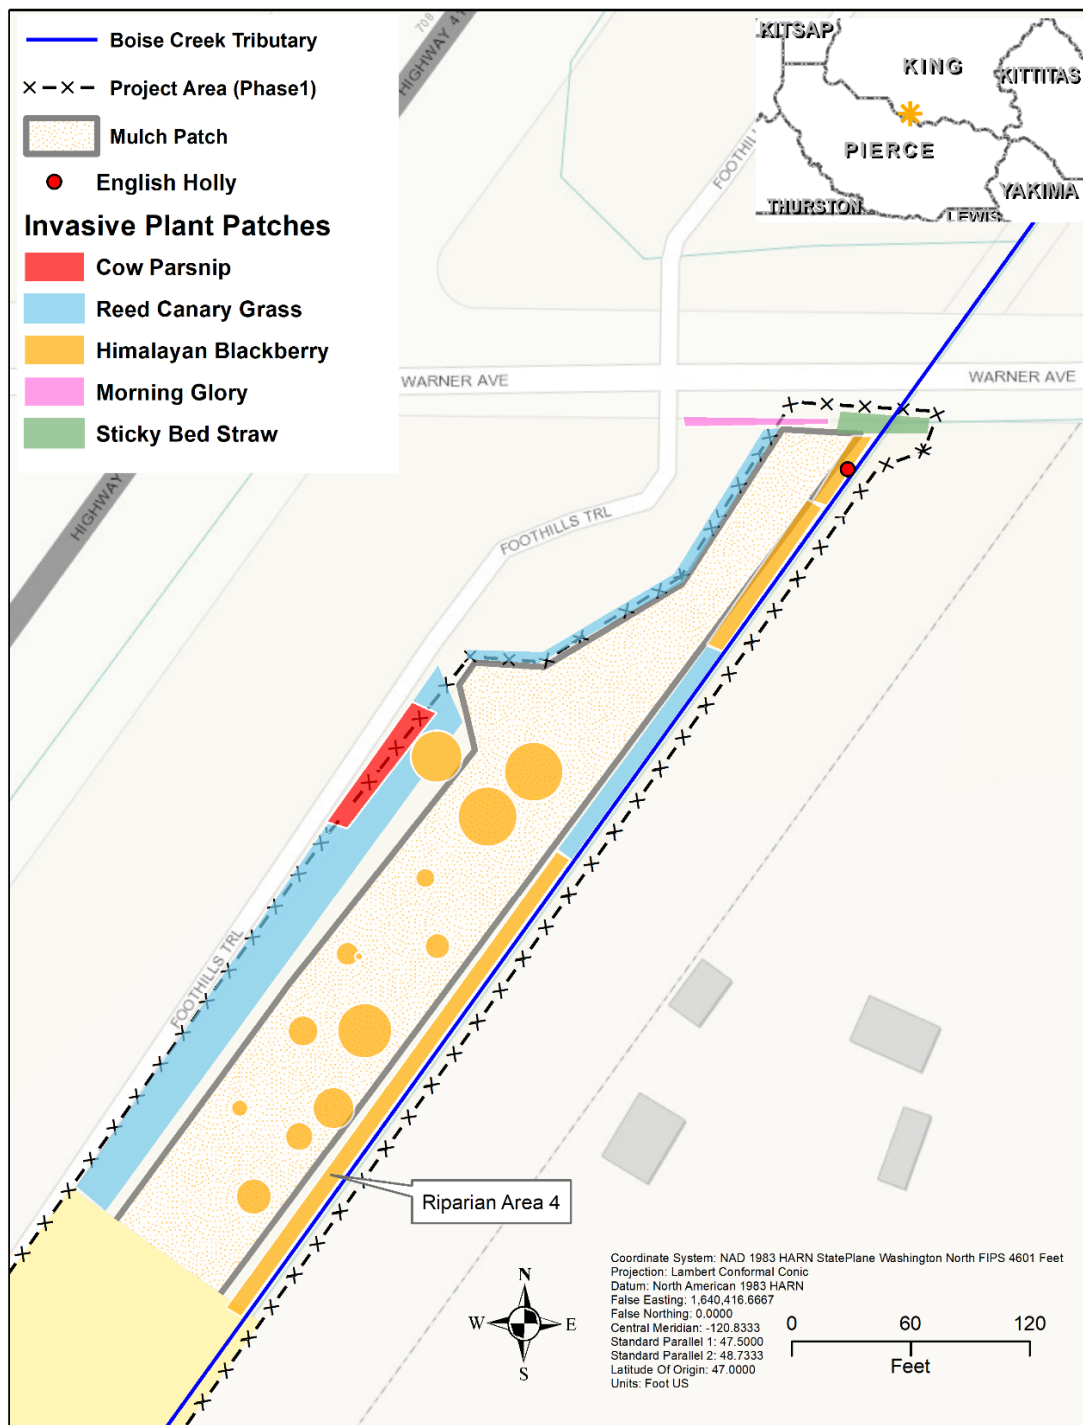 Boise Creek Tributary
Project Area (Phase1)
Mulch Patch
English Holly
Invasive Plant Patches
Cow Parsnip
Reed Canary Grass
Himalayan Blackberry
Morning Glory
Sticky Bed Straw
708
HIGHWAY 41
FOOTHIL
KITSAP
KING
KITTITAS
PIERCE
YAKIMA
THURSTON
LEWIS
WARNER AVE
WARNER AVE
HIGHWAY
FOOTHILLS TRL
FOOTHILLS TRL
Riparian Area 4
N
W
E
S
Coordinate System: NAD 1983 HARN StatePlane Washington North FIPS 4601 Feet
Projection: Lambert Conformal Conic
Datum: North American 1983 HARN
False Easting: 1,640,416.6667
False Northing: 0.0000
Central Meridian: -120.8333
Standard Parallel 1: 47.5000
Standard Parallel 2: 48.7333
Latitude Of Origin: 47.0000
Units: Foot US
0 60 120
Feet